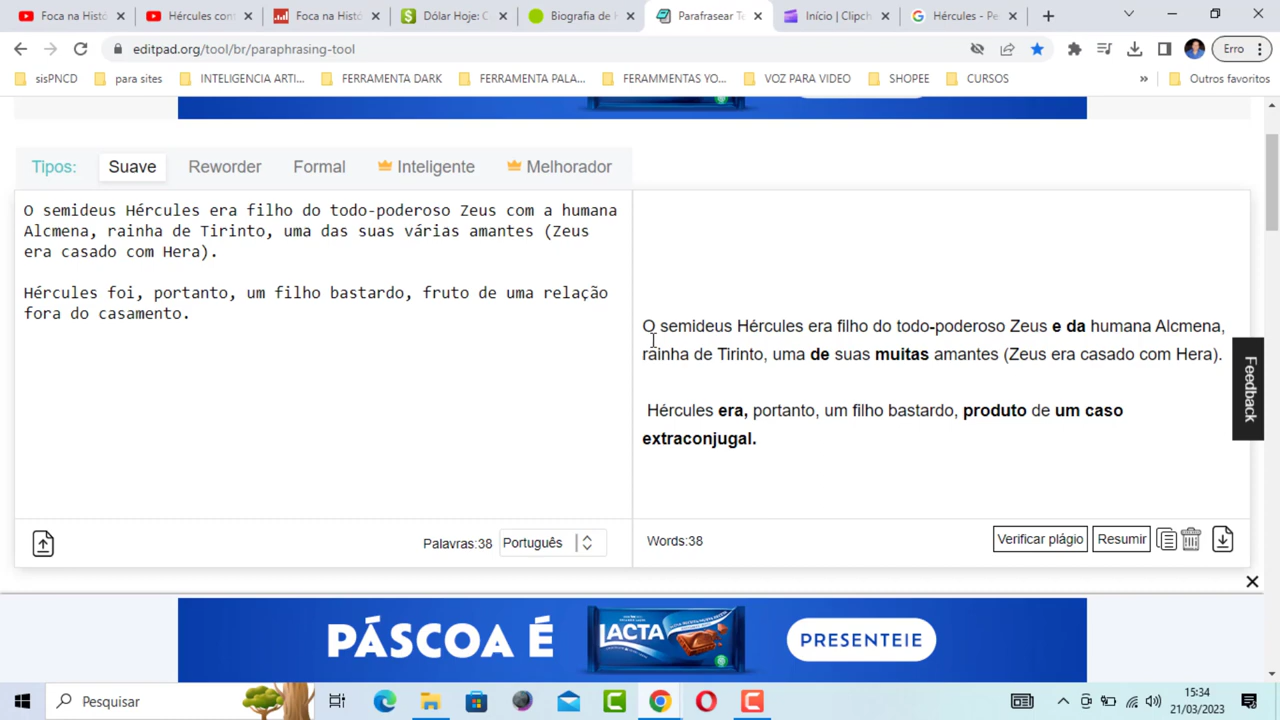 Foca na Histó
Hércules con
Foca na Histó
Dólar Hoje: C
Biografia de H
Parafrasear Te
Início | Clipch
Hércules - Pe
editpad.org/tool/br/paraphrasing-tool
Erro
sisPNCD
para sites
INTELIGENCIA ARTI...
FERRAMENTA DARK
FERRAMENTA PALA...
FERAMMENTAS YO...
VOZ PARA VIDEO
SHOPEE
CURSOS
»
Outros favoritos
Tipos:
Suave
Reworder
Formal
Inteligente
Melhorador
O semideus Hércules era filho do todo-poderoso Zeus com a humana
Alcmena, rainha de Tirinto, uma das suas várias amantes (Zeus
era casado com Hera).
Hércules foi, portanto, um filho bastardo, fruto de uma relação
fora do casamento.
O semideus Hércules era filho do todo-poderoso Zeus e da humana Alcmena,
rainha de Tirinto, uma de suas muitas amantes (Zeus era casado com Hera).
Hércules era, portanto, um filho bastardo, produto de um caso
extraconjugal.
Feedback
Palavras:38
Português
Words:38
Verificar plágio
Resumir
PÁSCOA É
LACTA
PRESENTEIE
Pesquisar
15:34
21/03/2023